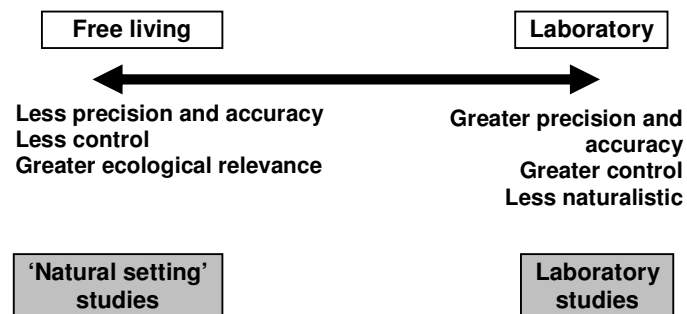 Free living
Laboratory
Less precision and accuracy
Less control
Greater ecological relevance
Greater precision and
accuracy
Greater control
Less naturalistic
‘Natural setting’
studies
Laboratory
studies